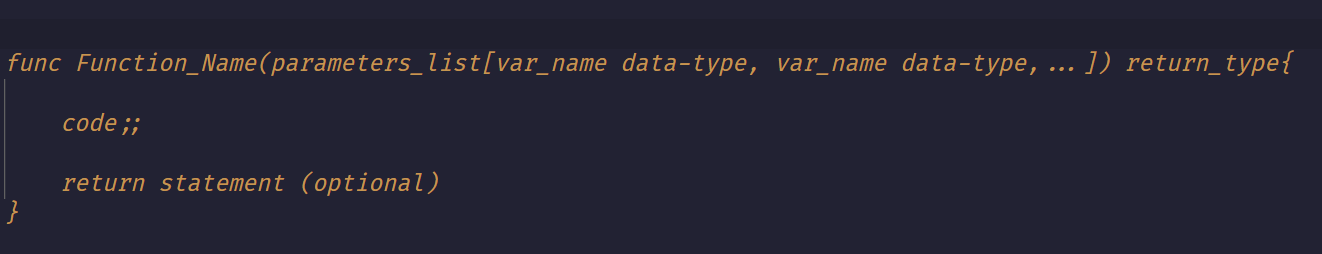 func Function_Name(parameters_list[var_name data-type, var_name data-type,...]) return_type{
code;;
return statement (optional)
}